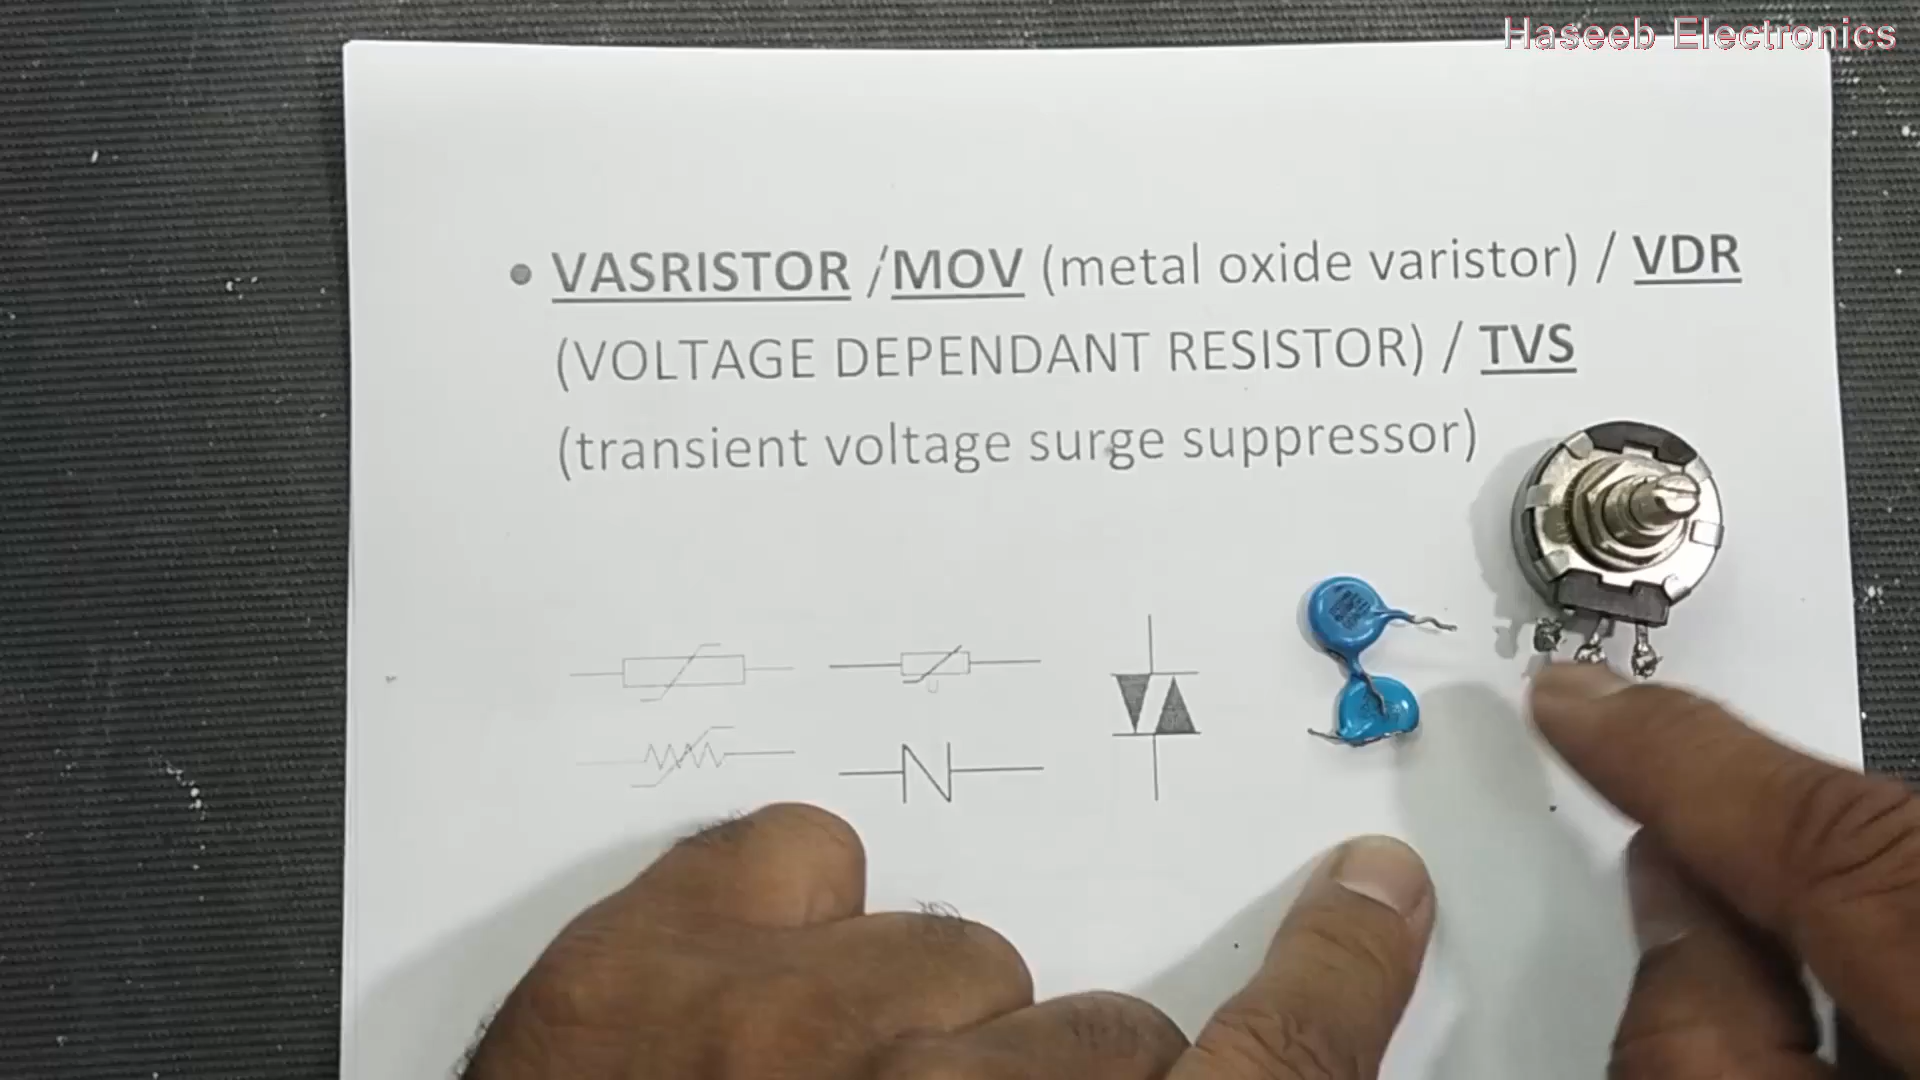 Haseeb Electronics
• VASRISTOR /MOV (metal oxide varistor) / VDR
(VOLTAGE DEPENDANT RESISTOR) / TVS
(transient voltage surge suppressor)
U